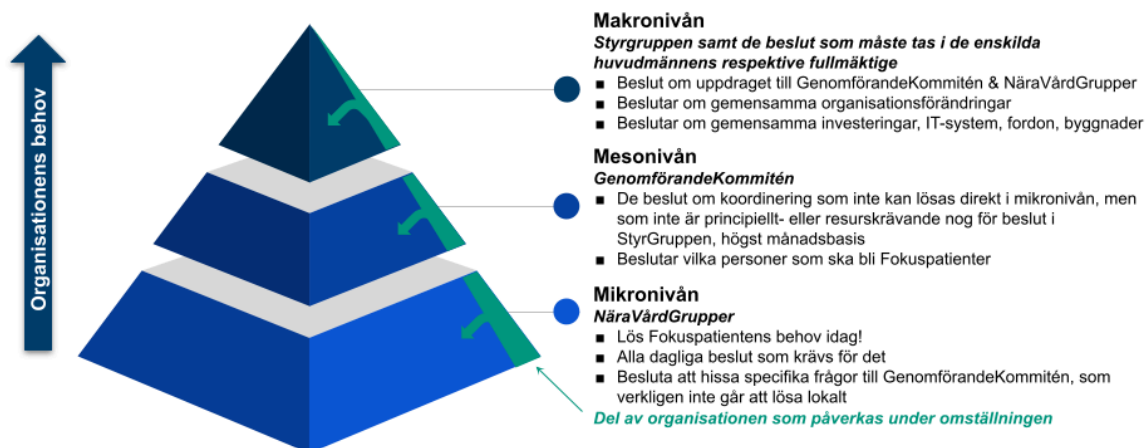 Organisationens behov
Makronivån
Styrgruppen samt de beslut som måste tas i de enskilda
huvudmännens respektive fullmäktige
■ Beslut om uppdraget till GenomförandeKommitén & NäraVårdGrupper
■ Beslutar om gemensamma organisationsförändringar
■ Beslutar om gemensamma investeringar, IT-system, fordon, byggnader
Mesonivån
GenomförandeKommitén
■ De beslut om koordinering som inte kan lösas direkt i mikronivån, men
som inte är principiellt- eller resurskrävande nog för beslut i
StyrGruppen, högst månadsbasis
■ Beslutar vilka personer som ska bli Fokuspatienter
Mikronivån
NäraVårdGrupper
■ Lös Fokuspatientens behov idag!
■ Alla dagliga beslut som krävs för det
■ Besluta att hissa specifika frågor till GenomförandeKommitén, som
verkligen inte går att lösa lokalt
Del av organisationen som påverkas under omställningen